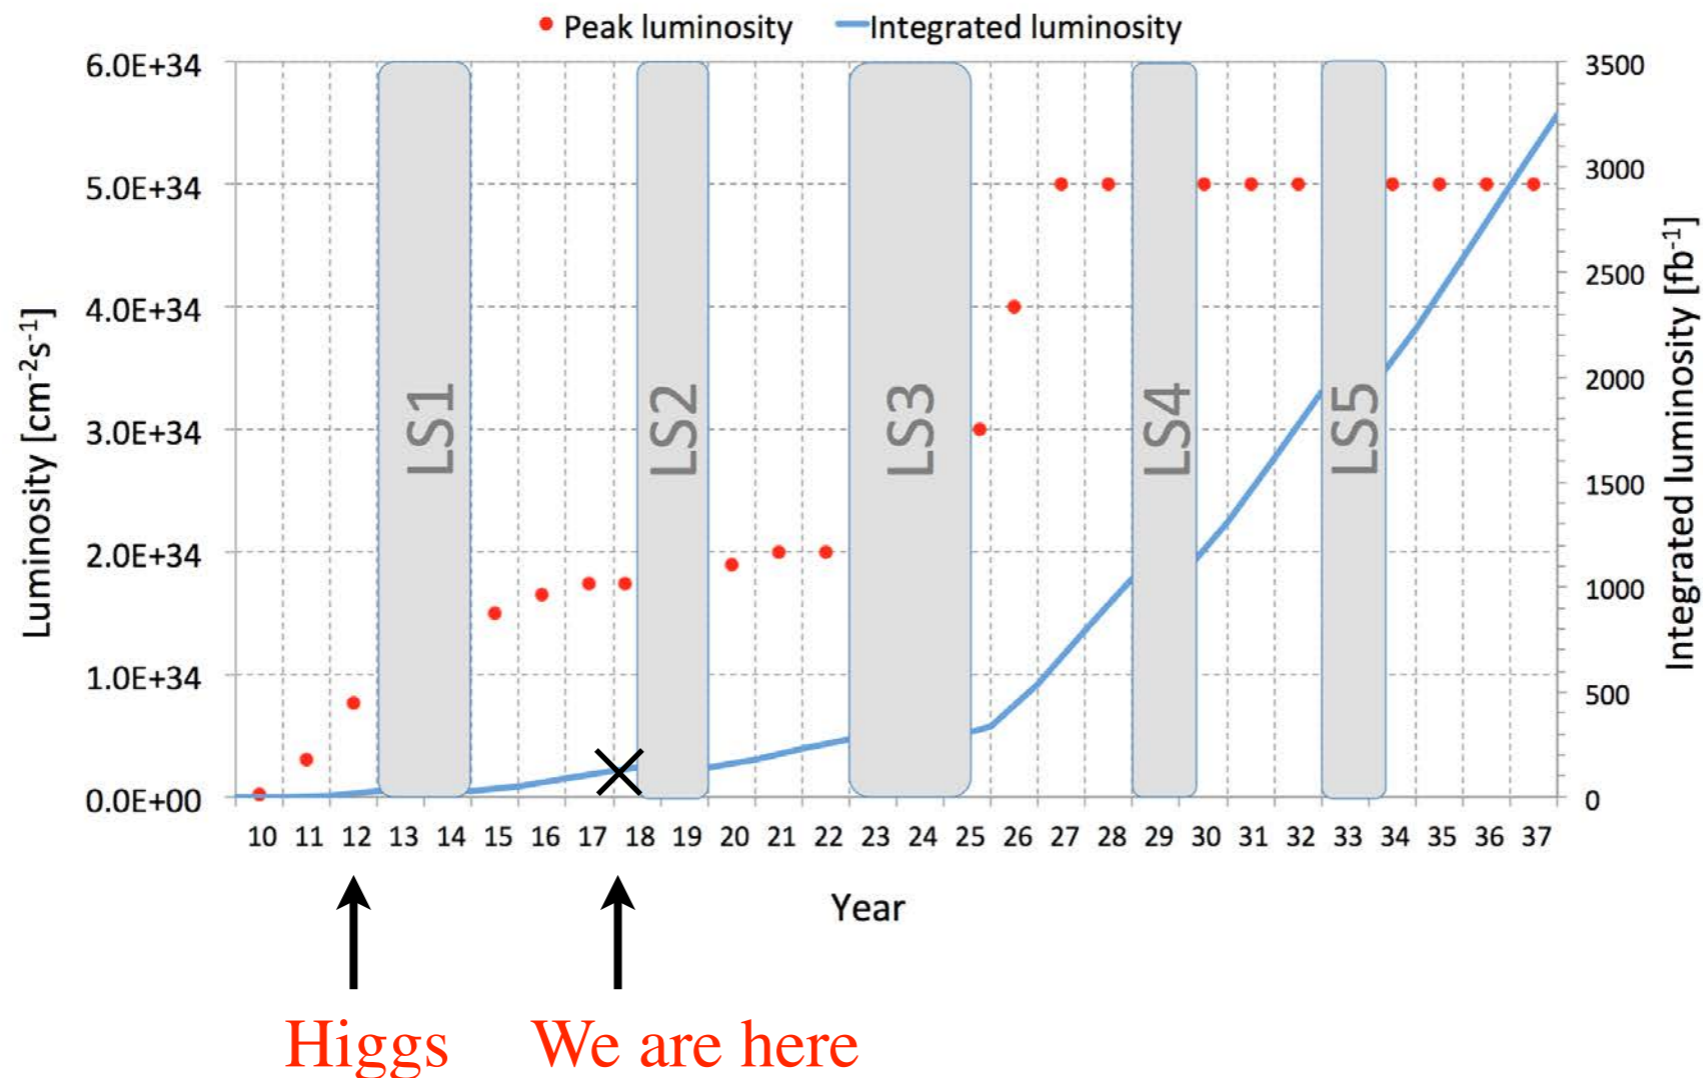 Peak luminosity Integrated luminosity
6.0E+34
5.0E+34
4.0E+34
3.0E+34
2.0E+34
1.0E+34
0.0E+00
Luminosity [cm-2s-1]
LS1
LS2
LS3
LS4
LS5
3500
3000
2500
2000
1500
1000
500
0
Integrated luminosity [fb-1]
10 11 12 13 14 15 16 17 18 19 20 21 22 23 24 25 26 27 28 29 30 31 32 33 34 35 36 37
Year
Higgs We are here